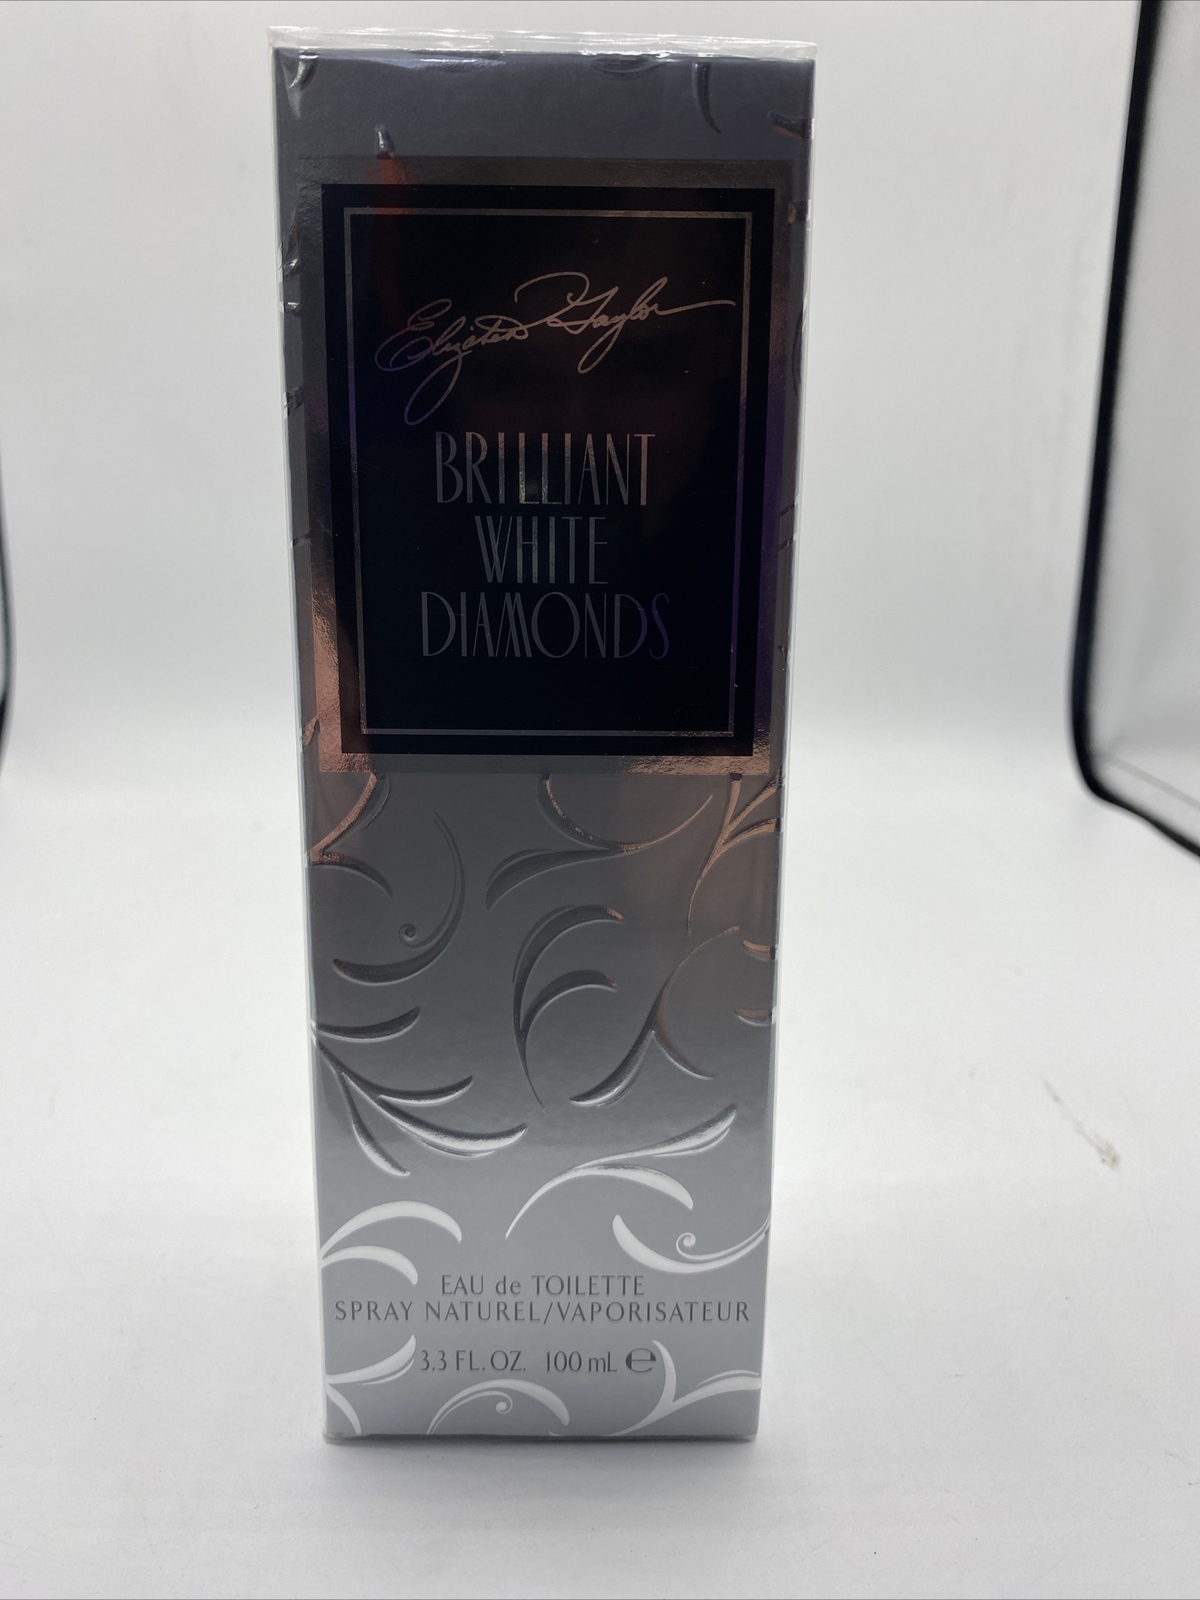 Elizabeth Taylor
BRILLIANT
WHITE
DIAMONDS
EAU de TOILETTE
SPRAY NATUREL/VAPORISATEUR
3.3 FL.OZ. 100 mL ℮